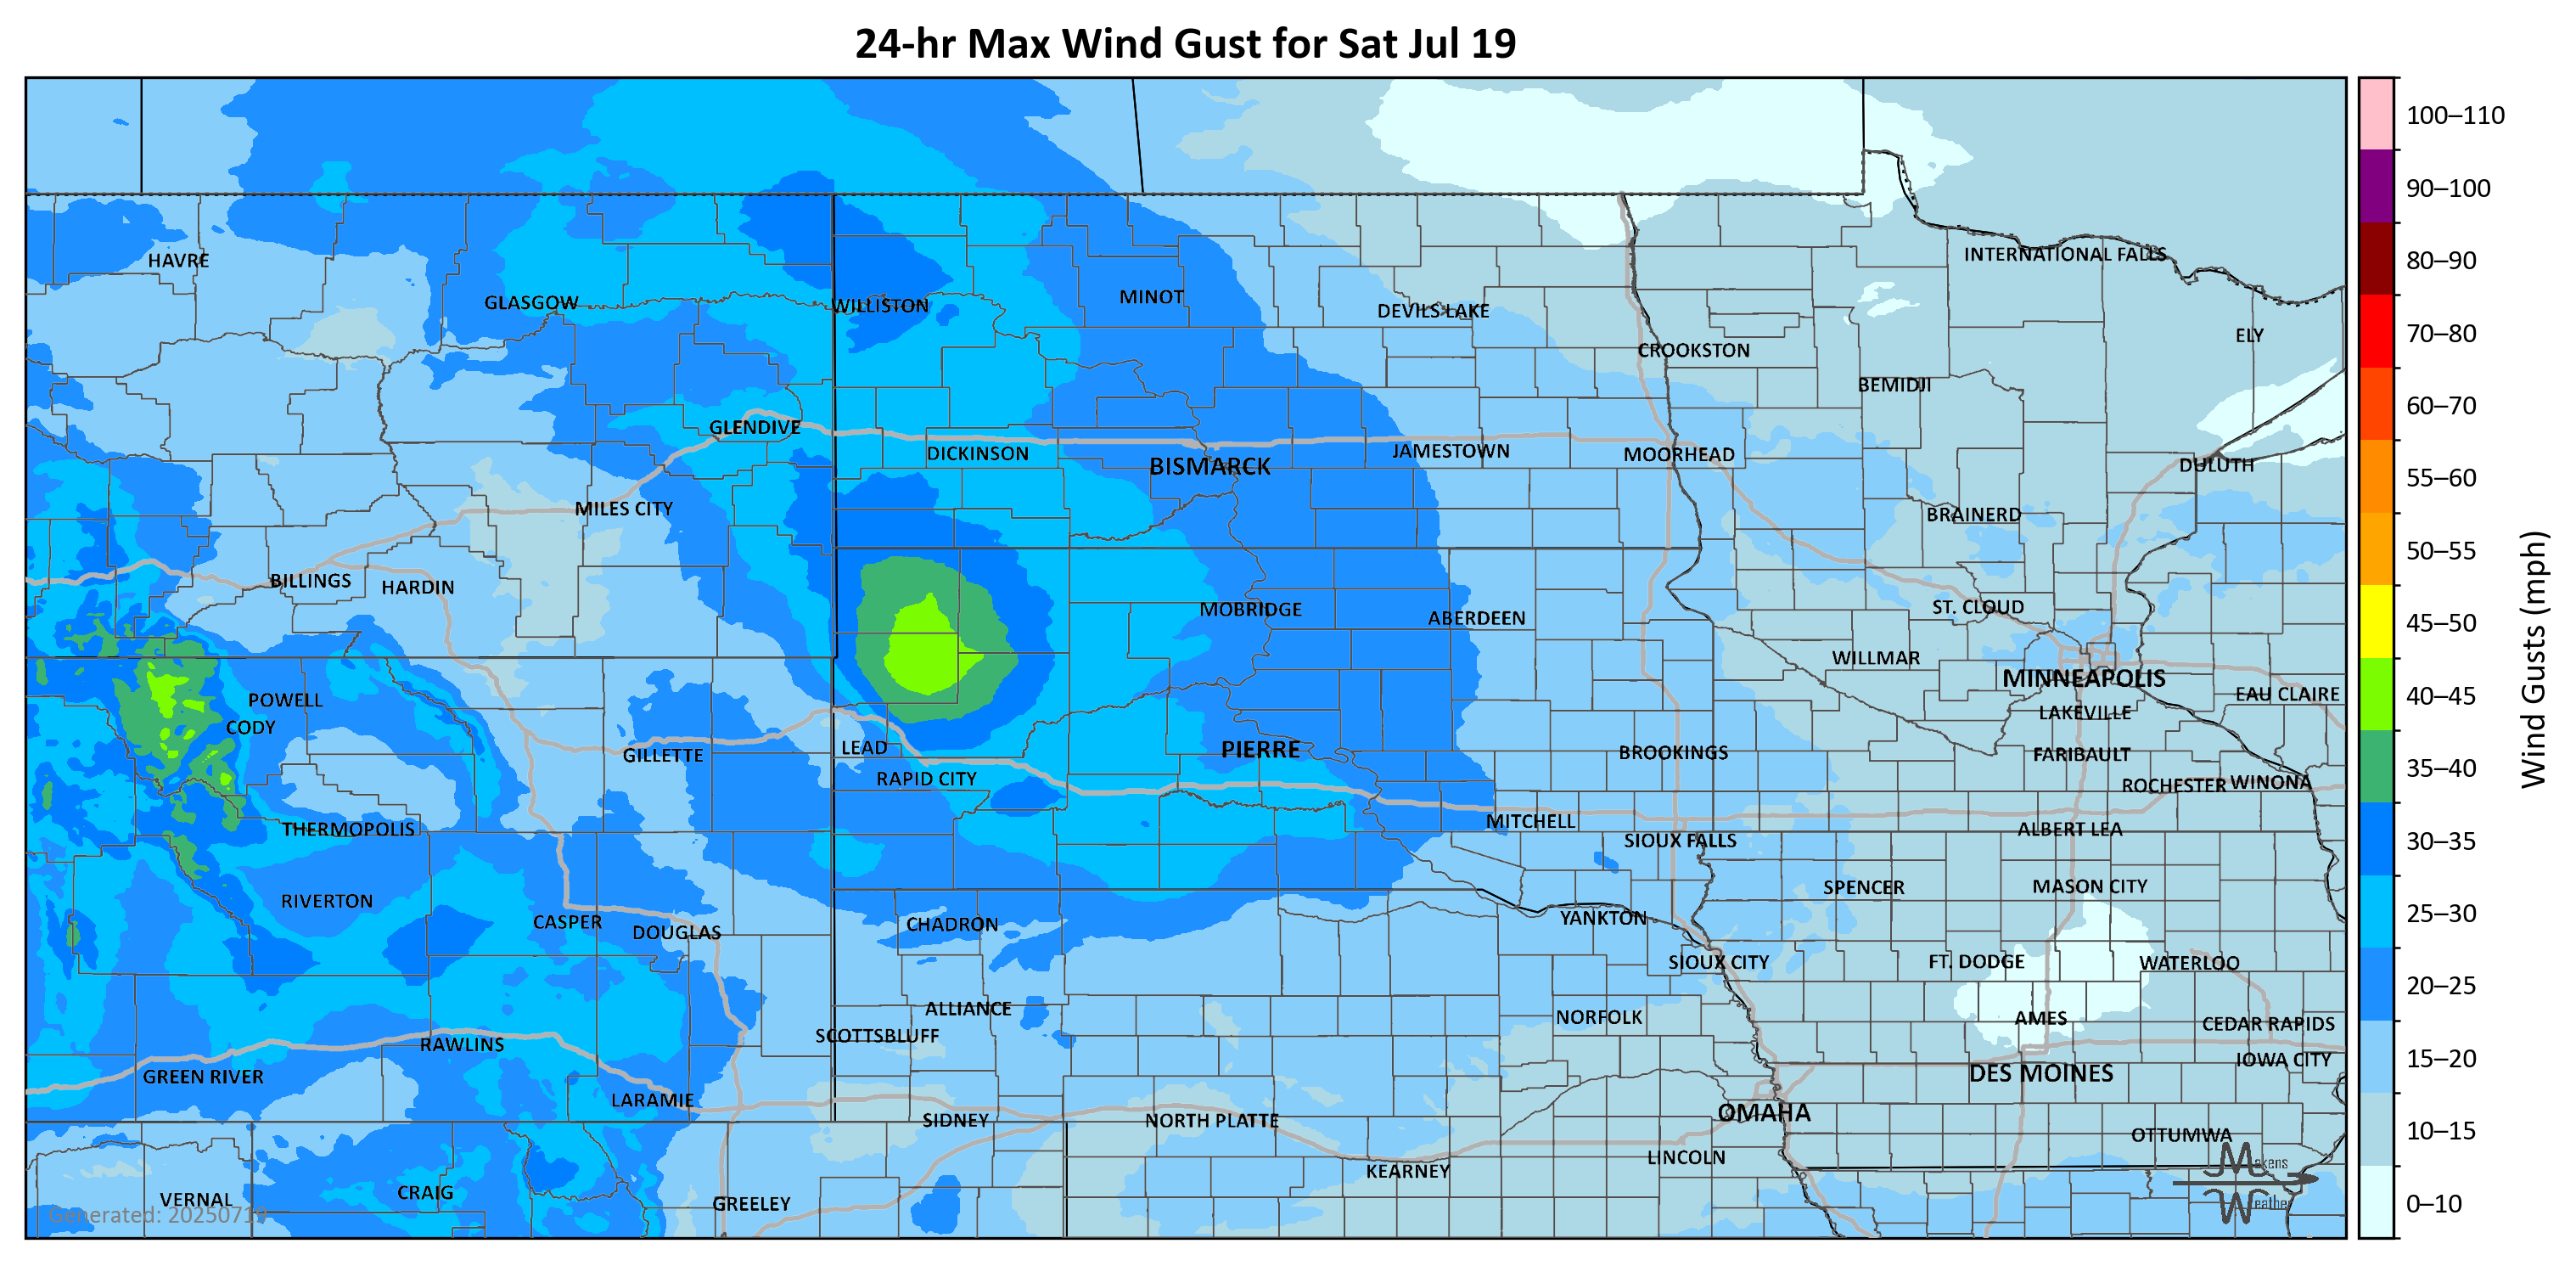 24-hr Max Wind Gust for Sat Jul 19
100–110
90–100
HAVRE
INTERNATIONAL FALLS
80–90
GLASGOW
WILLISTON
MINOT
DEVILS LAKE
ELY
70–80
CROOKSTON
BEMIDJI
60–70
GLENDIVE
DICKINSON
BISMARCK
JAMESTOWN
MOORHEAD
DULUTH
55–60
MILES CITY
BRAINERD
50–55
BILLINGS
HARDIN
MOBRIDGE
ABERDEEN
ST. CLOUD
45–50
WILLMAR
MINNEAPOLIS
EAU CLAIRE
40–45
POWELL
CODY
LAKEVILLE
Wind Gusts (mph)
GILLETTE
LEAD
PIERRE
BROOKINGS
FARIBAULT
35–40
RAPID CITY
ROCHESTER
WINONA
THERMOPOLIS
MITCHELL
SIOUX FALLS
ALBERT LEA
30–35
RIVERTON
SPENCER
MASON CITY
25–30
CASPER
DOUGLAS
CHADRON
YANKTON
SIOUX CITY
FT. DODGE
WATERLOO
20–25
ALLIANCE
SCOTTSBLUFF
NORFOLK
AMES
CEDAR RAPIDS
RAWLINS
IOWA CITY
15–20
GREEN RIVER
DES MOINES
LARAMIE
SIDNEY
NORTH PLATTE
OMAHA
OTTUMWA
10–15
KEARNEY
LINCOLN
Makens
Weather
VERNAL
CRAIG
GREELEY
0–10
Generated: 20250719